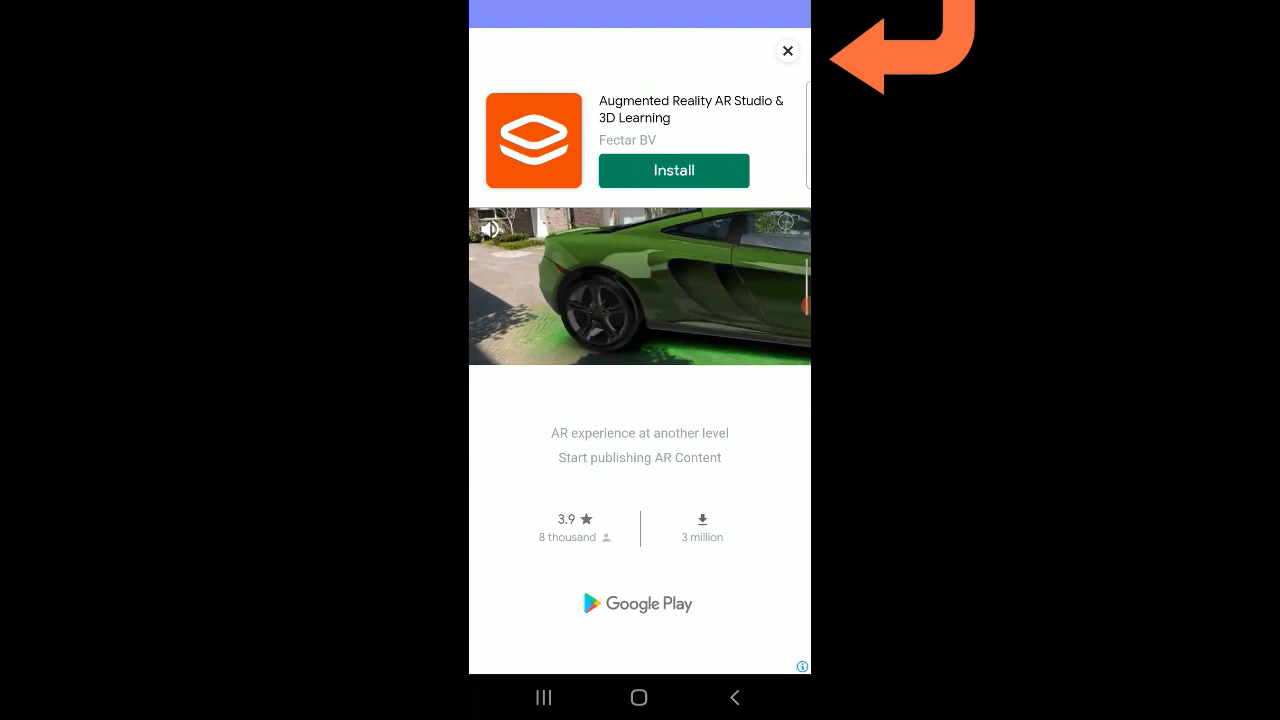 Augmented Reality AR Studio &
3D Learning
Fectar BV
Install
AR experience at another level
Start publishing AR Content
3.9
8 thousand
3 million
Google Play